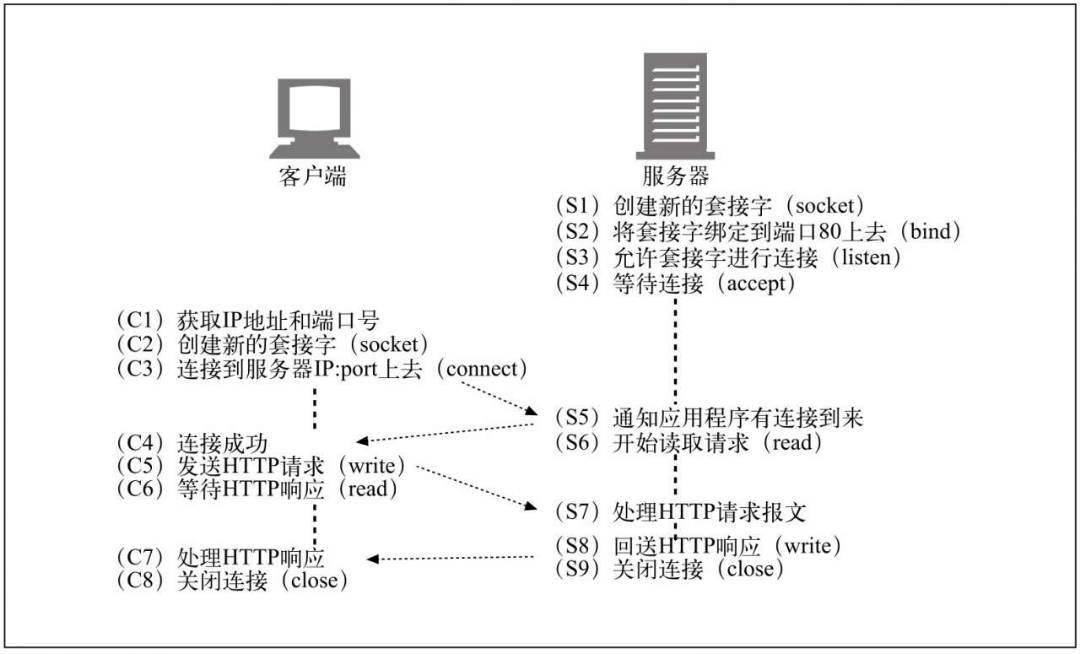 客户端
服务器
（S1）创建新的套接字（socket）
（S2）将套接字绑定到端口80上去（bind）
（S3）允许套接字进行连接（listen）
（S4）等待连接（accept）
（C1）获取IP地址和端口号
（C2）创建新的套接字（socket）
（C3）连接到服务器IP:port上去（connect）
（S5）通知应用程序有连接到来
（S6）开始读取请求（read）
（C4）连接成功
（C5）发送HTTP请求（write）
（C6）等待HTTP响应（read）
（S7）处理HTTP请求报文
（S8）回送HTTP响应（write）
（S9）关闭连接（close）
（C7）处理HTTP响应
（C8）关闭连接（close）